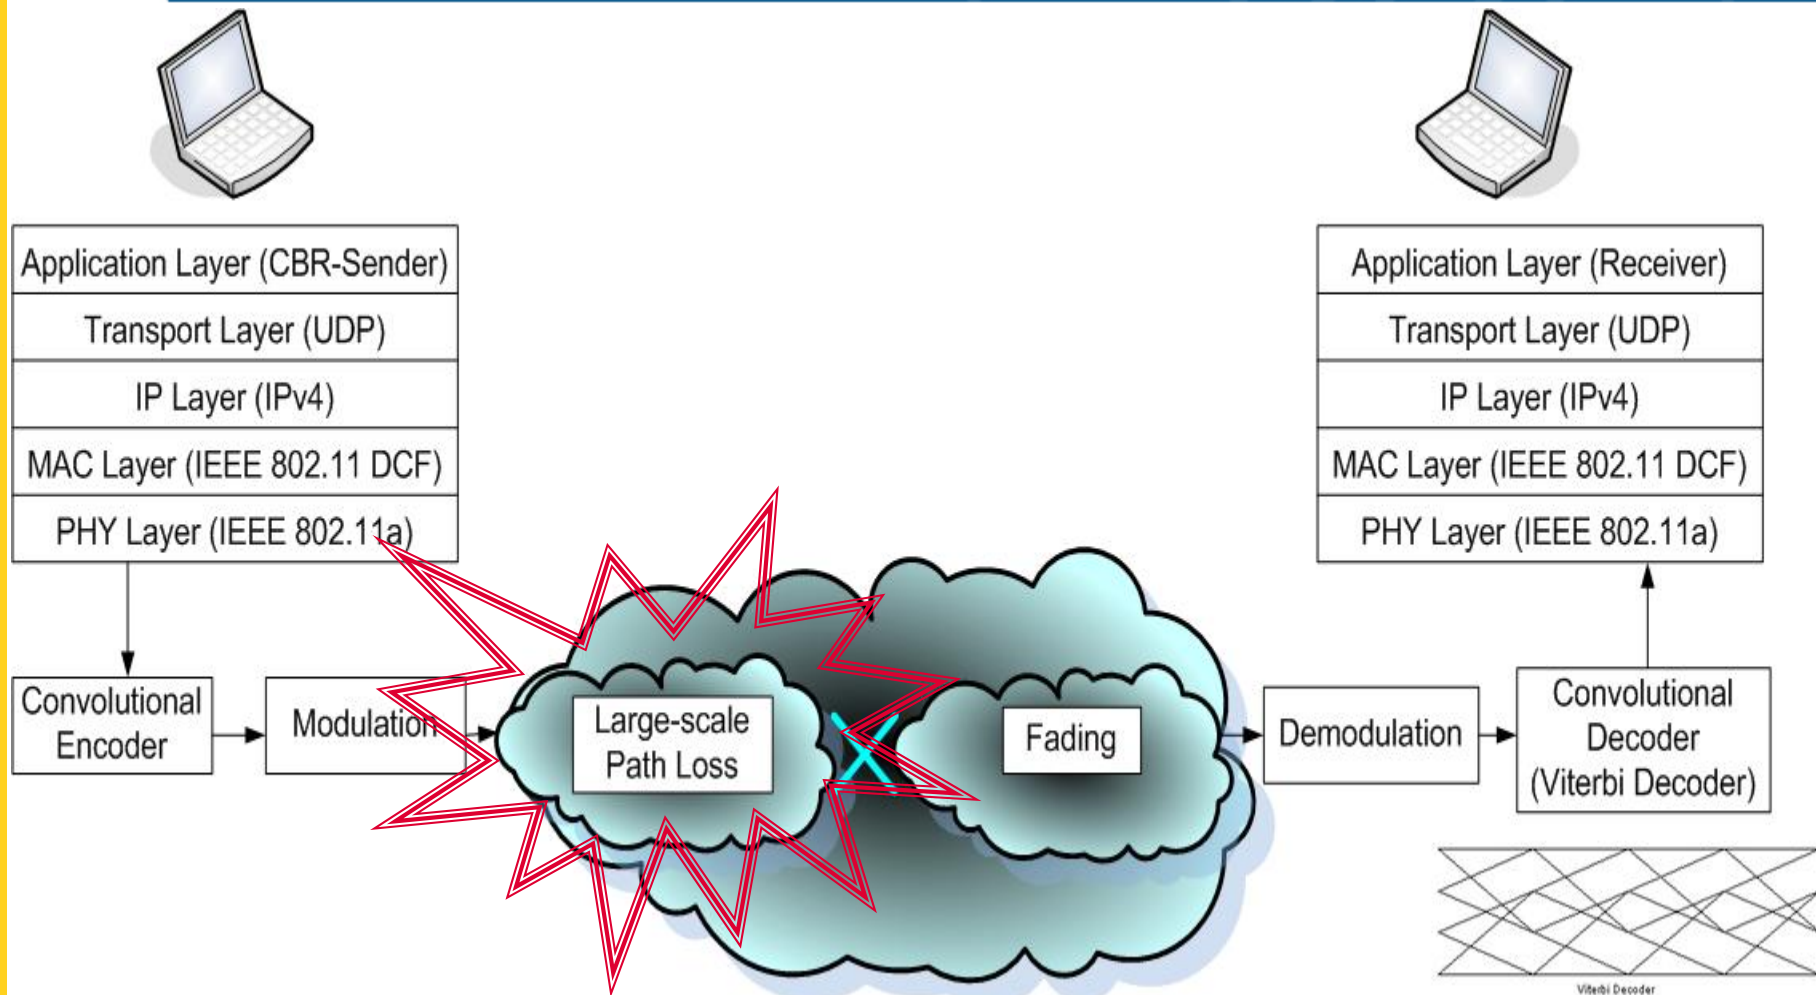 Application Layer (CBR-Sender)
Transport Layer (UDP)
IP Layer (IPv4)
MAC Layer (IEEE 802.11 DCF)
PHY Layer (IEEE 802.11a)
Application Layer (Receiver)
Transport Layer (UDP)
IP Layer (IPv4)
MAC Layer (IEEE 802.11 DCF)
PHY Layer (IEEE 802.11a)
Convolutional
Encoder
Modulation
Large-scale
Path Loss
Fading
Demodulation
Convolutional
Decoder
(Viterbi Decoder)
Viterbi Decoder